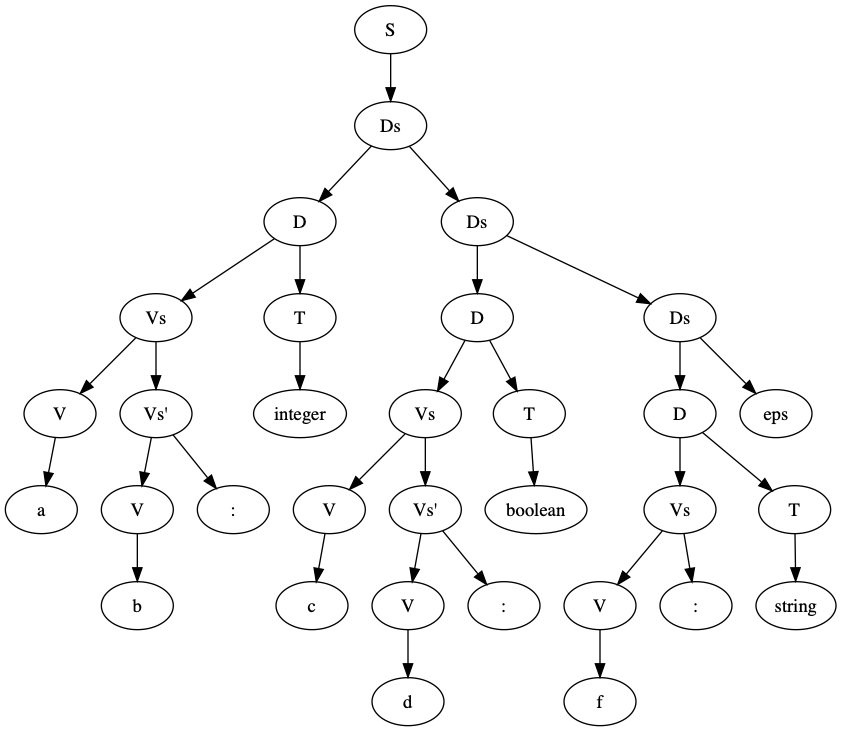 S
Ds
D Ds
Vs T D Ds
V Vs' integer Vs T D eps
a V : V Vs' boolean Vs T
b c V : V : string
d f